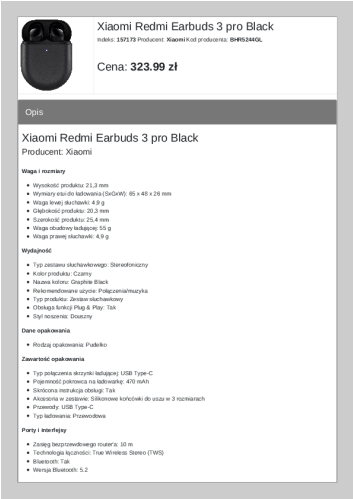 Xiaomi Redmi Earbuds 3 pro Black
Indeks: 157173 Producent: Xiaomi Kod producenta: BHR5244GL
Cena: 323.99 zł
Opis
Xiaomi Redmi Earbuds 3 pro Black
Producent: Xiaomi
Waga i rozmiary
Wysokość produktu: 21,3 mm
Wymiary etui do ładowania (SxGxW): 65 x 48 x 26 mm
Waga lewej słuchawki: 4,9 g
Głębokość produktu: 20,3 mm
Szerokość produktu: 25,4 mm
Waga obudowy ładującej: 55 g
Waga prawej słuchawki: 4,9 g
Wydajność
Typ zestawu słuchawkowego: Stereofoniczny
Kolor produktu: Czarny
Nazwa koloru: Graphite Black
Rekomendowane użycie: Połączenia/muzyka
Typ produktu: Zestaw słuchawkowy
Obsługa funkcji Plug & Play: Tak
Styl noszenia: Douszny
Dane opakowania
Rodzaj opakowania: Pudełko
Zawartość opakowania
Typ połączenia skrzynki ładującej: USB Type-C
Pojemność pokrowca na ładowarkę: 470 mAh
Skrócona instrukcja obsługi: Tak
Akcesoria w zestawie: Silikonowe końcówki do uszu w 3 rozmiarach
Przewody: USB Type-C
Typ ładowania: Przewodowa
Porty i interfejsy
Zasięg bezprzewodowego router's: 10 m
Technologia łączności: True Wireless Stereo (TWS)
Bluetooth: Tak
Wersja Bluetooth: 5.2